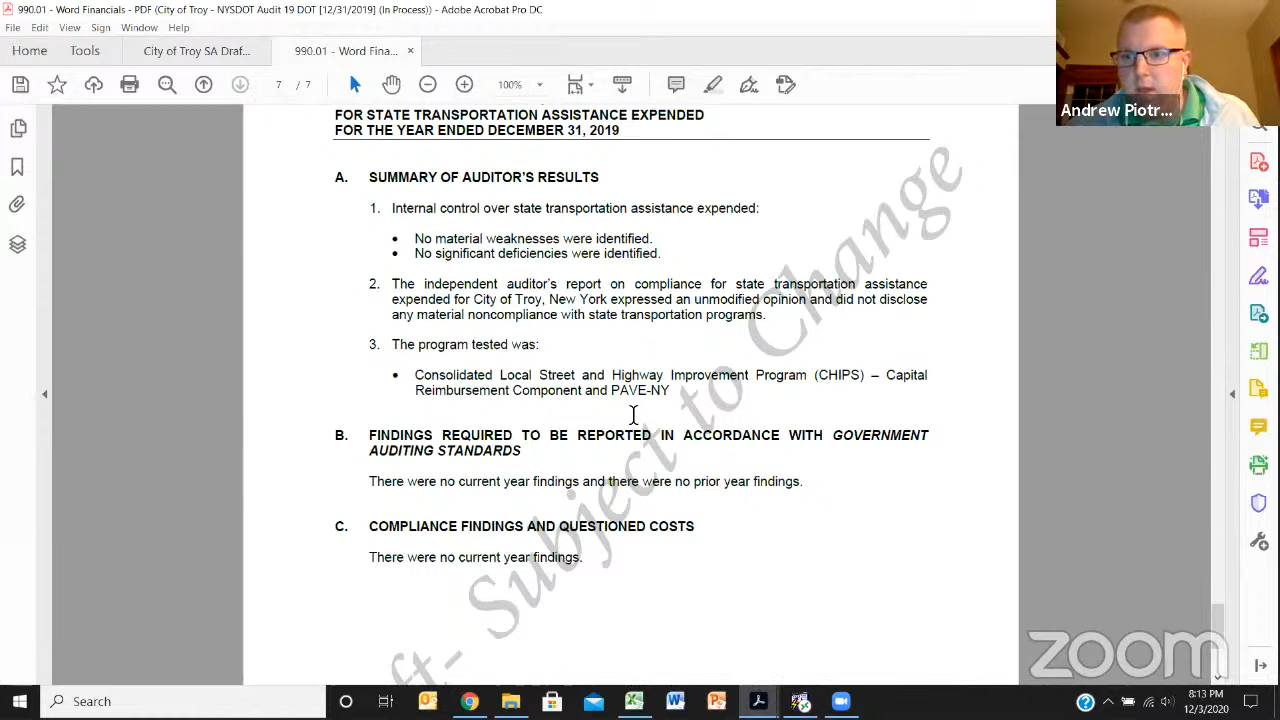 990.01 - Word Financials - PDF (City of Troy - NYSDOT Audit 19 DOT [12/31/2019] (In Process)) - Adobe Acrobat Pro DC
File Edit View Sign Window Help
Home Tools City of Troy SA Draf... 990.01 - Word Fina... ×
7 / 7 100%
Andrew Piotr...
FOR STATE TRANSPORTATION ASSISTANCE EXPENDED
FOR THE YEAR ENDED DECEMBER 31, 2019
A. SUMMARY OF AUDITOR'S RESULTS
1. Internal control over state transportation assistance expended:
• No material weaknesses were identified.
• No significant deficiencies were identified.
2. The independent auditor's report on compliance for state transportation assistance
expended for City of Troy, New York expressed an unmodified opinion and did not disclose
any material noncompliance with state transportation programs.
3. The program tested was:
• Consolidated Local Street and Highway Improvement Program (CHIPS) – Capital
Reimbursement Component and PAVE-NY
B. FINDINGS REQUIRED TO BE REPORTED IN ACCORDANCE WITH GOVERNMENT
AUDITING STANDARDS
There were no current year findings and there were no prior year findings.
C. COMPLIANCE FINDINGS AND QUESTIONED COSTS
There were no current year findings.
ft- Subject to Change
zoom
Search
8:13 PM
12/3/2020